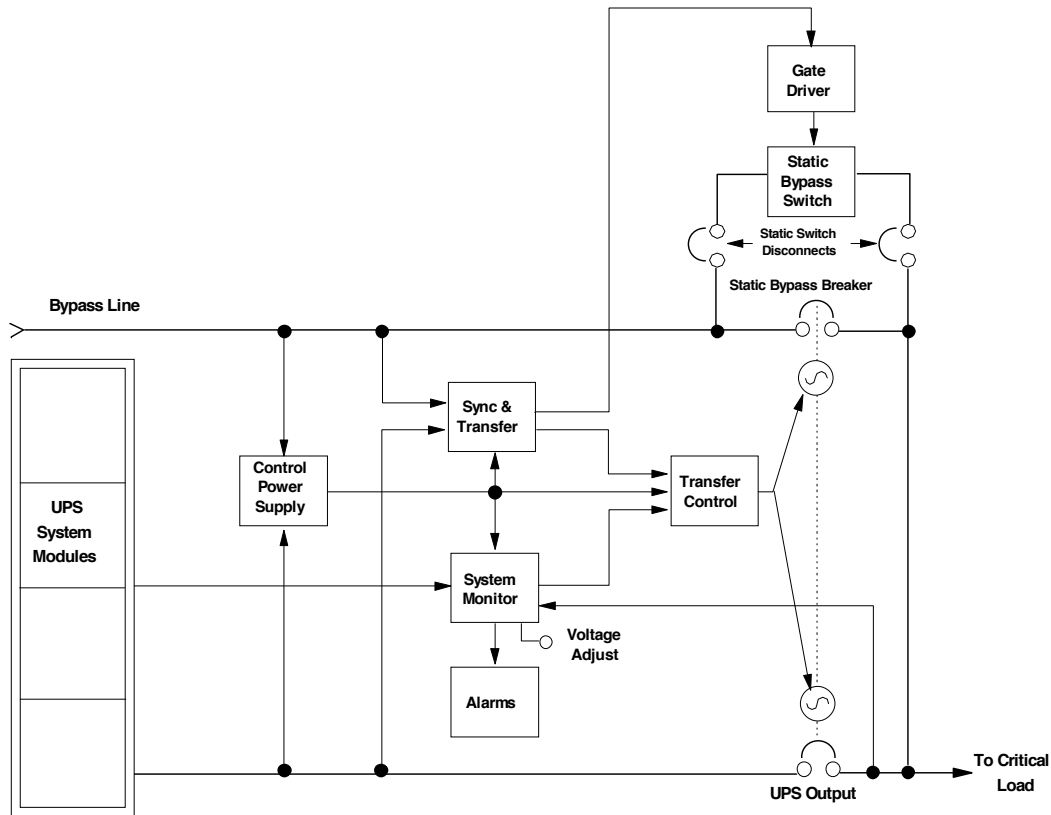 Gate
Driver
Static
Bypass
Switch
Static Switch
Disconnects
Static Bypass Breaker
Bypass Line
Sync &
Transfer
Control
Power
Supply
Transfer
Control
UPS
System
Modules
System
Monitor
Voltage
Adjust
Alarms
To Critical
Load
UPS Output